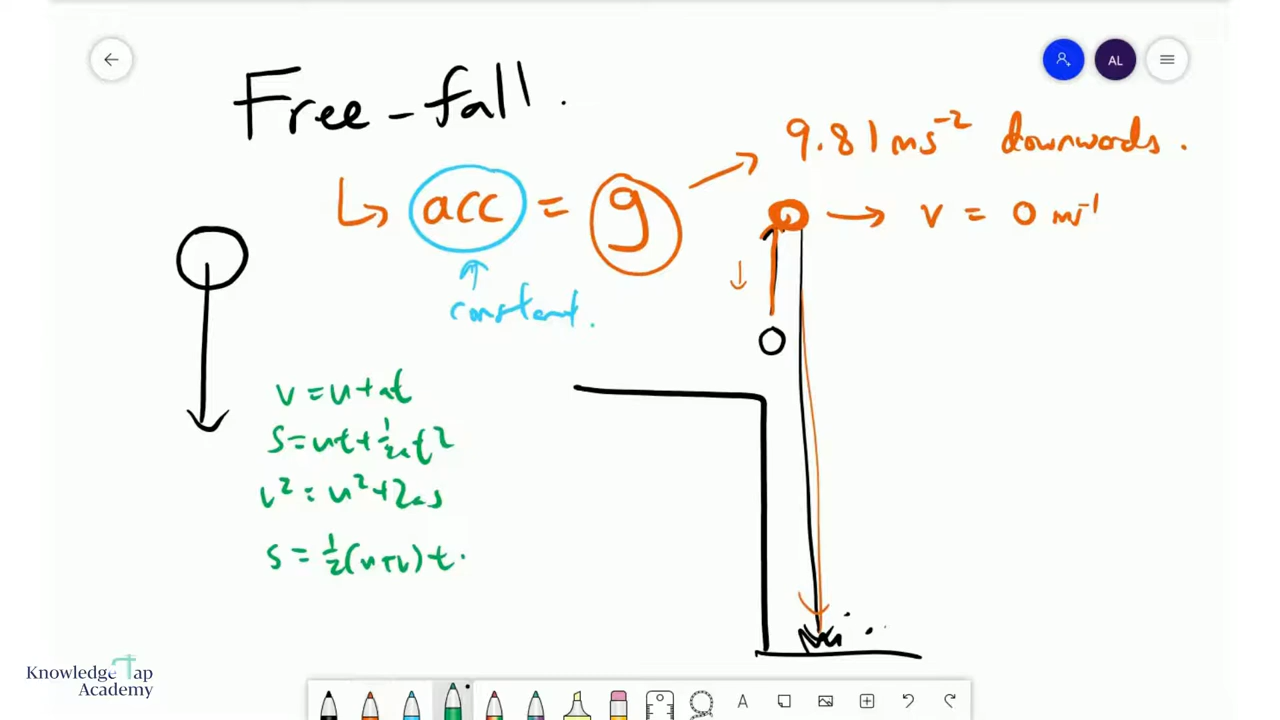 Free-fall.
9.81 ms⁻² downwards.
↳ acc = g → v = 0 ms⁻¹
constant.
v = u + at
s = ut + ½at²
v² = u² + 2as
s = ½(u+v)t.
AL
A
Knowledge Tap
Academy